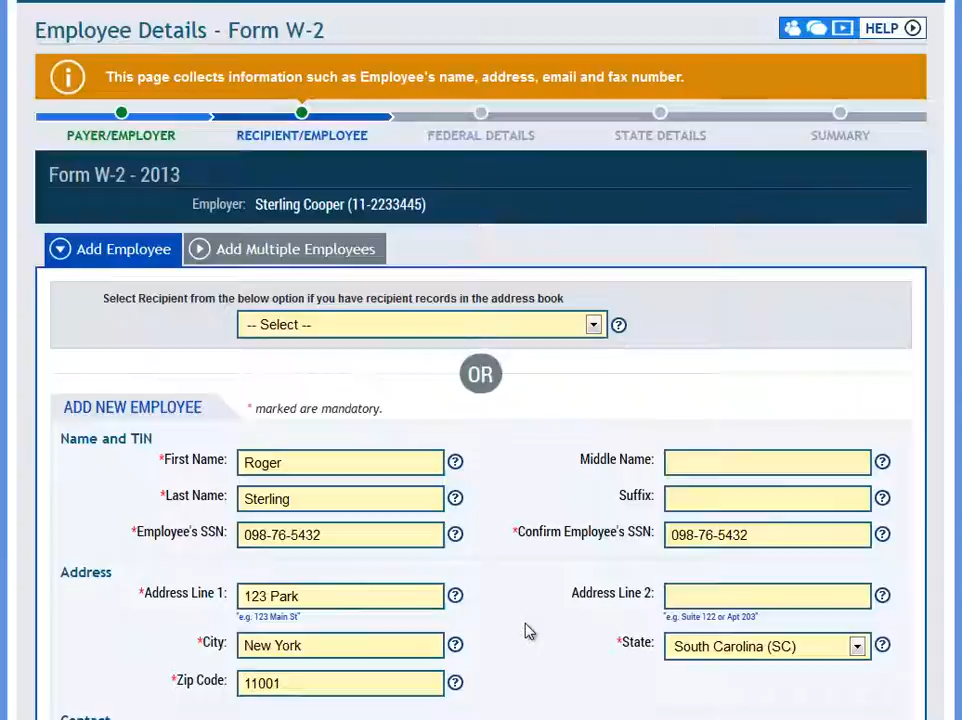 Employee Details - Form W-2
HELP
This page collects information such as Employee's name, address, email and fax number.
PAYER/EMPLOYER RECIPIENT/EMPLOYEE FEDERAL DETAILS STATE DETAILS SUMMARY
Form W-2 - 2013
Employer: Sterling Cooper (11-2233445)
Add Employee Add Multiple Employees
Select Recipient from the below option if you have recipient records in the address book
-- Select -- ?
OR
ADD NEW EMPLOYEE * marked are mandatory.
Name and TIN
*First Name: Roger ? Middle Name: ?
*Last Name: Sterling ? Suffix: ?
*Employee's SSN: 098-76-5432 ? *Confirm Employee's SSN: 098-76-5432 ?
Address
*Address Line 1: 123 Park ? Address Line 2: ?
"e.g. 123 Main St" "e.g. Suite 122 or Apt 203"
*City: New York ? *State: South Carolina (SC) ?
*Zip Code: 11001 ?
Contact